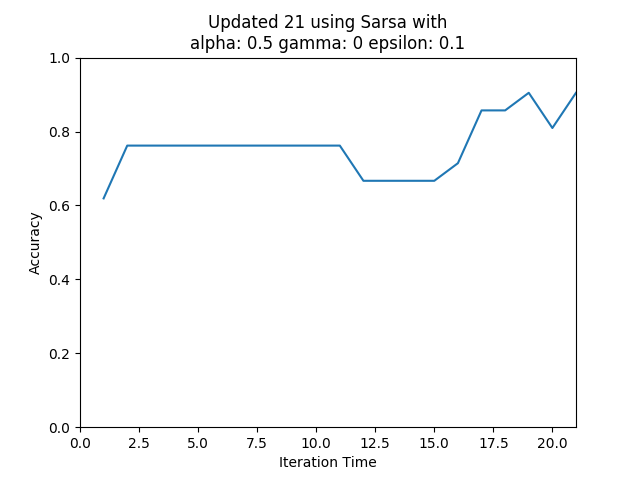 Updated 21 using Sarsa with
alpha: 0.5 gamma: 0 epsilon: 0.1
1.0
0.8
0.6
0.4
0.2
0.0
Accuracy
0.0 2.5 5.0 7.5 10.0 12.5 15.0 17.5 20.0
Iteration Time